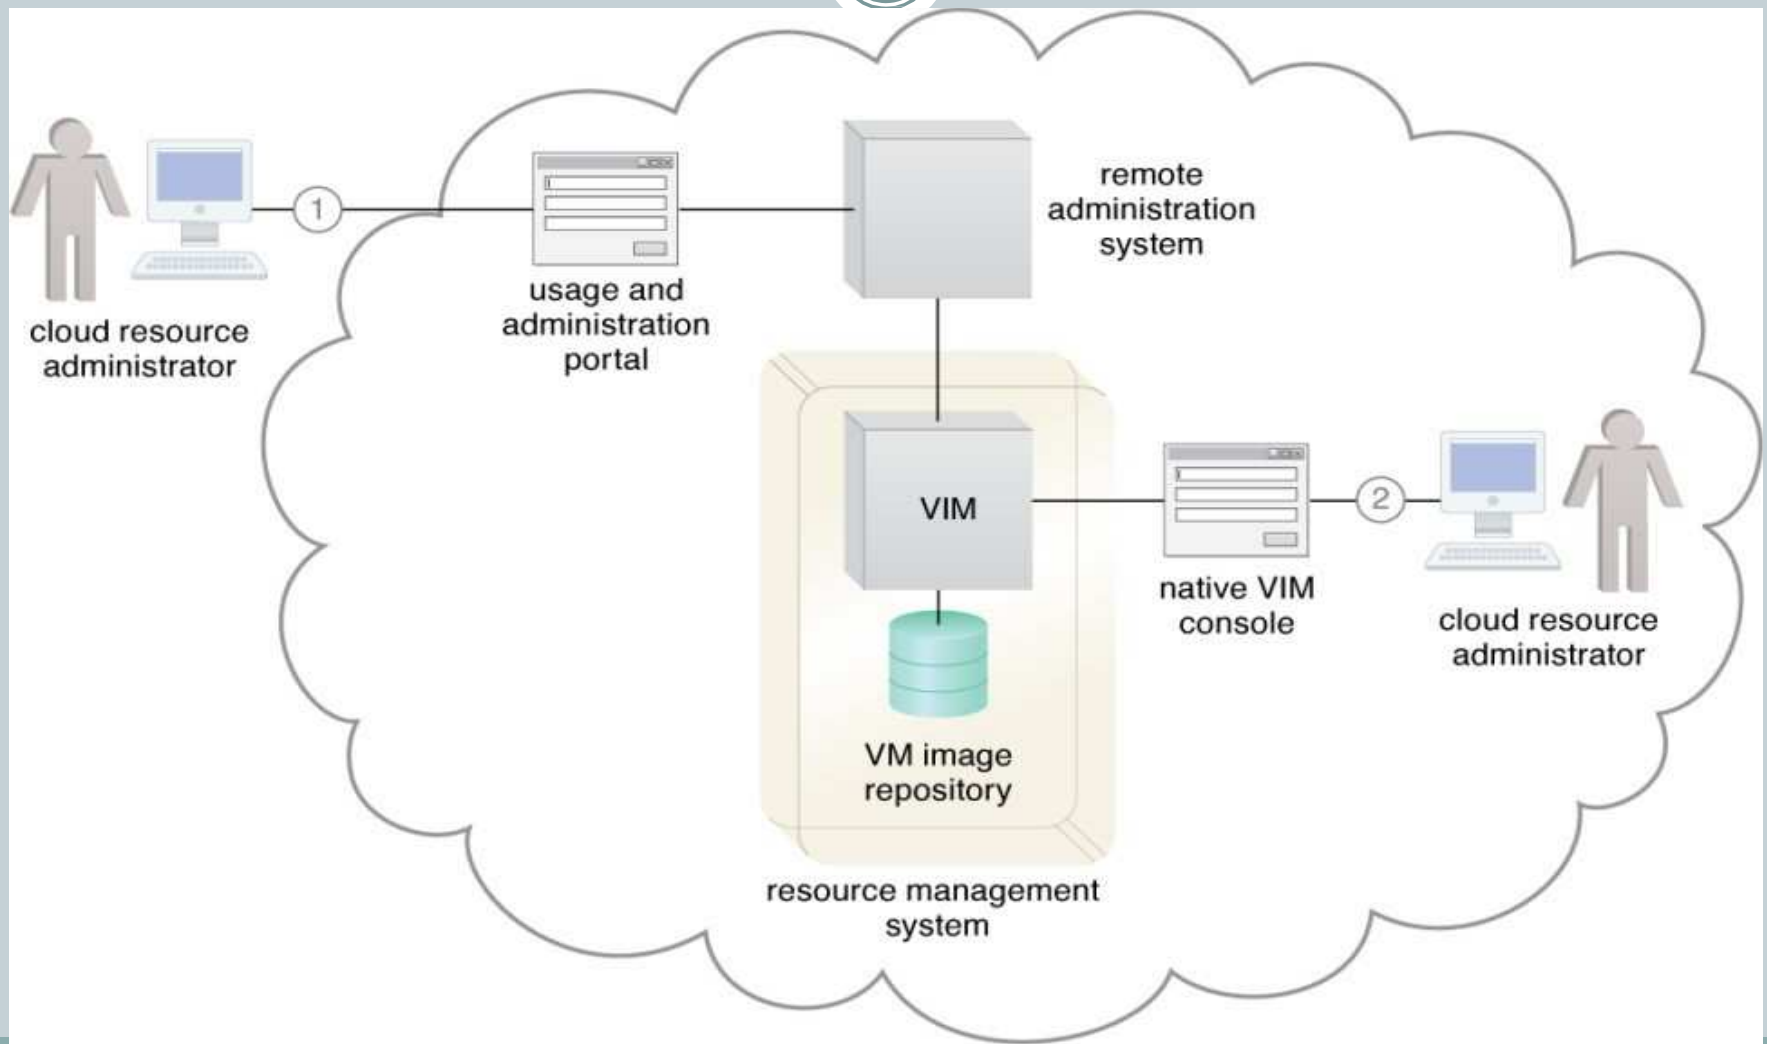 cloud resource
administrator
1
usage and
administration
portal
remote
administration
system
VIM
VM image
repository
resource management
system
native VIM
console
2
cloud resource
administrator